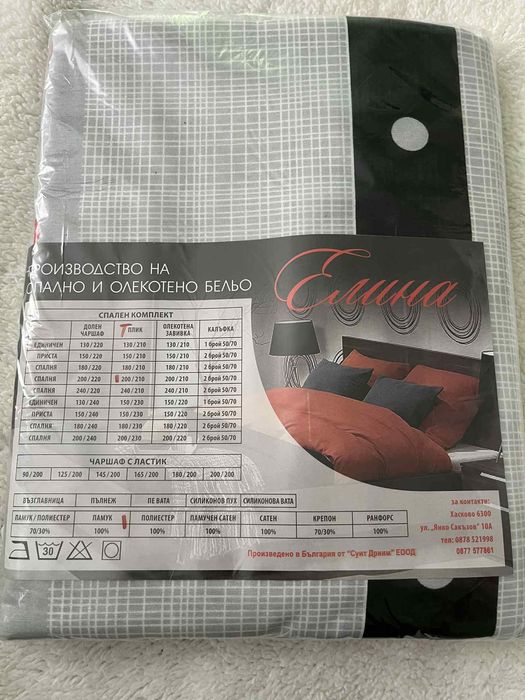 ПРОИЗВОДСТВО НА
СПАЛНО И ОЛЕКОТЕНО БЕЛЬО
Елина
СПАЛЕН КОМПЛЕКТ
ДОЛЕН ЧАРШАФ ПЛИК ОЛЕКОТЕНА ЗАВИВКА КАЛЪФКА
ЕДИНИЧЕН 130 / 220 130 / 210 130 / 210 1 брой 50/70
ПРИСТА 150 / 220 150 / 210 150 / 210 2 брой 50/70
СПАЛНЯ 180 / 220 180 / 210 180 / 210 2 брой 50/70
СПАЛНЯ 200 / 220 200 / 210 200 / 210 2 броя 50/70
СПАЛНЯ 240 / 220 240 / 210 240 / 210 2 броя 50/70
ЕДИНИЧЕН 130 / 240 130 / 230 130 / 220 1 брой 50/70
ПРИСТА 150 / 240 150 / 230 150 / 220 2 броя 50/70
СПАЛНЯ 180 / 240 180 / 230 180 / 220 2 броя 50/70
СПАЛНЯ 200 / 240 200 / 230 200 / 220 2 броя 50/70
ЧАРШАФ С ЛАСТИК
90 / 200 125 / 200 145 / 200 165 / 200 180 / 200 200 / 200
ВЪЗГЛАВНИЦА ПЪЛНЕЖ ПЕ ВАТА СИЛИКОНОВ ПУХ СИЛИКОНОВА ВАТА
ПАМУК / ПОЛИЕСТЕР ПАМУК ПОЛИЕСТЕР ПАМУЧЕН САТЕН САТЕН КРЕПОН РАНФОРС
70/30% 100% 100% 100% 100% 70/30% 100%
30
за контакти:
Хасково 6300
ул. „Янко Сакъзов" 10А
тел: 0878 521998
0877 577861
Произведено в България от "Суит Дрийм" ЕООД